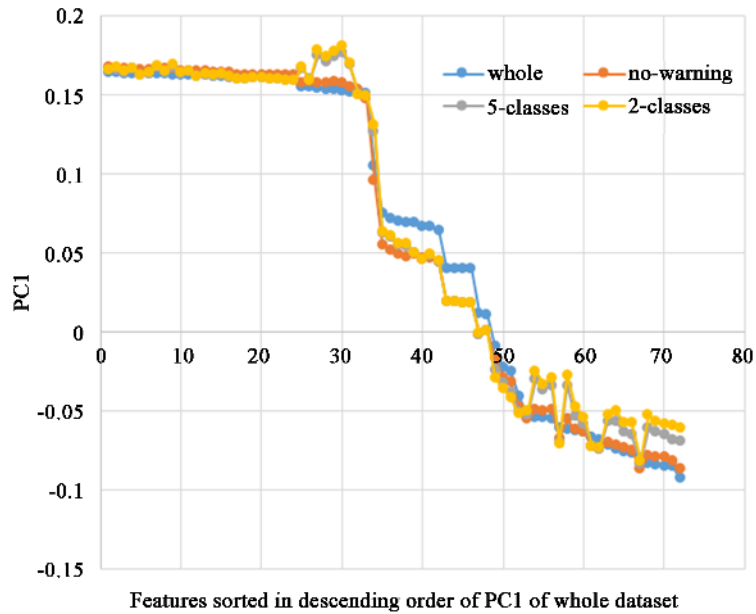 0.2
0.15
0.1
0.05
0
-0.05
-0.1
-0.15
0 10 20 30 40 50 60 70 80
PC1
whole no-warning
5-classes 2-classes
Features sorted in descending order of PC1 of whole dataset